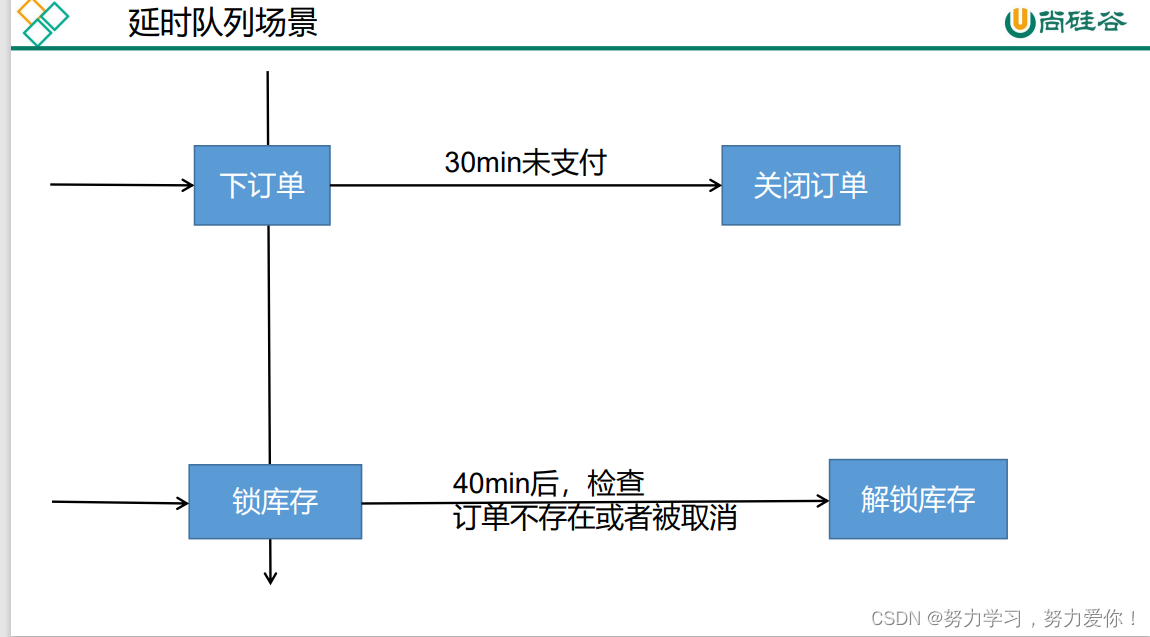 延时队列场景
尚硅谷
30min未支付
下订单
关闭订单
40min后，检查
订单不存在或者被取消
锁库存
解锁库存
CSDN @努力学习，努力爱你！